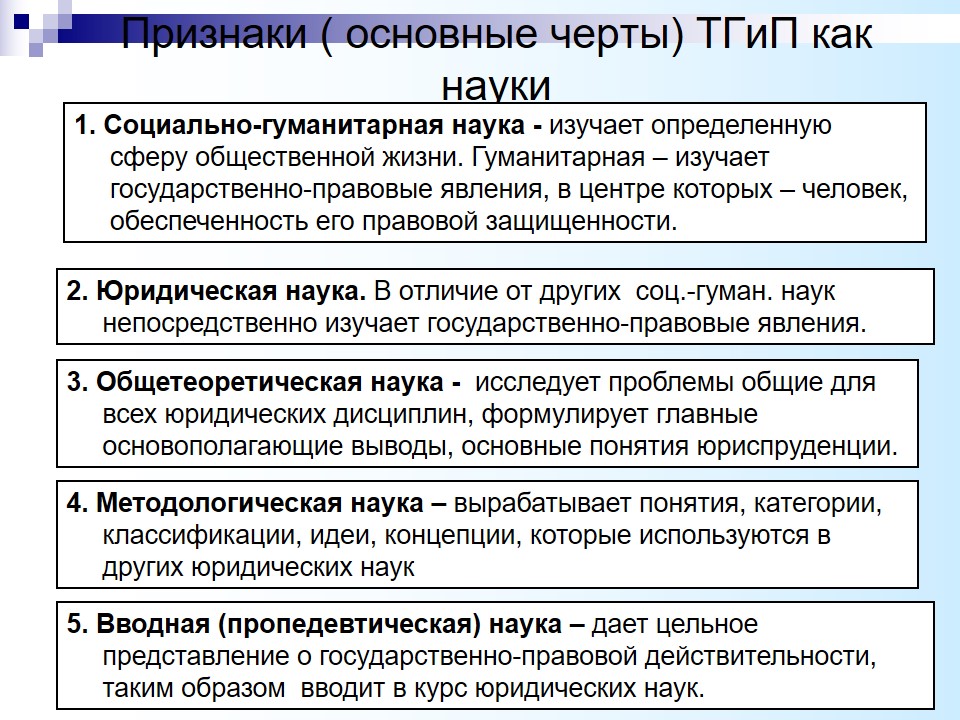 Признаки ( основные черты) ТГиП как
науки
1. Социально-гуманитарная наука - изучает определенную
сферу общественной жизни. Гуманитарная – изучает
государственно-правовые явления, в центре которых – человек,
обеспеченность его правовой защищенности.
2. Юридическая наука. В отличие от других соц.-гуман. наук
непосредственно изучает государственно-правовые явления.
3. Общетеоретическая наука - исследует проблемы общие для
всех юридических дисциплин, формулирует главные
основополагающие выводы, основные понятия юриспруденции.
4. Методологическая наука – вырабатывает понятия, категории,
классификации, идеи, концепции, которые используются в
других юридических наук
5. Вводная (пропедевтическая) наука – дает цельное
представление о государственно-правовой действительности,
таким образом вводит в курс юридических наук.